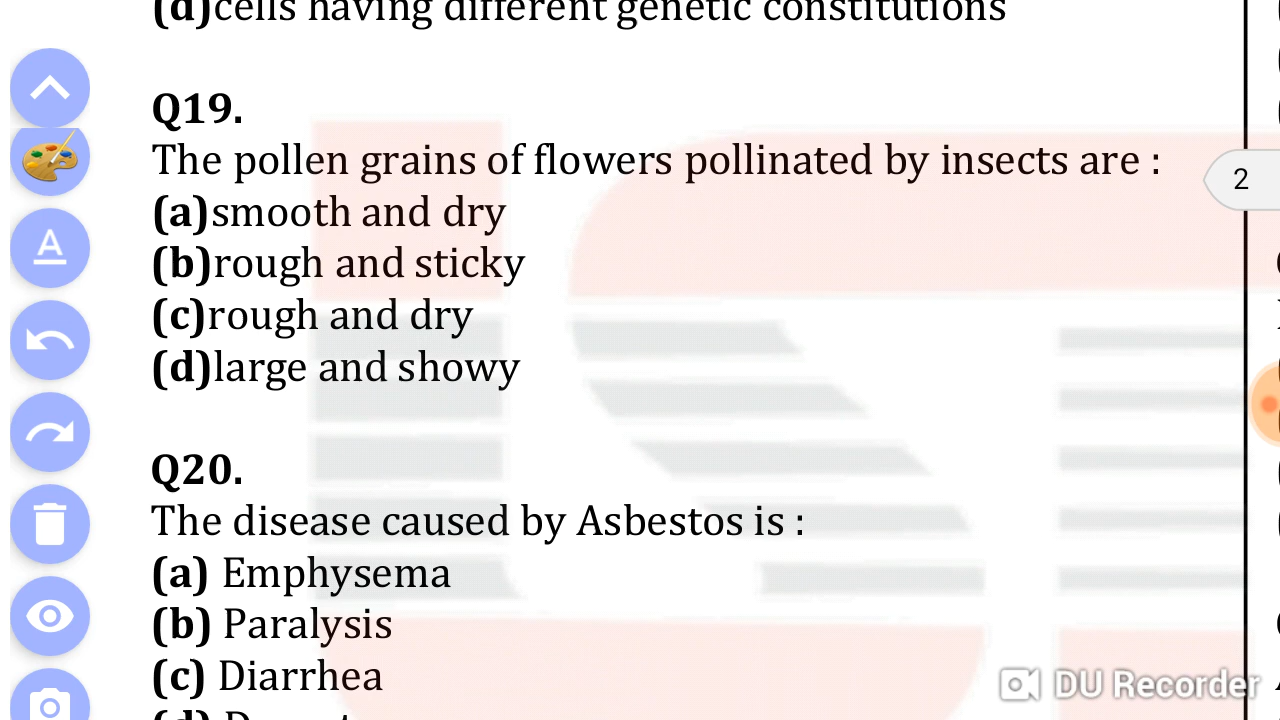 (d)cells having different genetic constitutions
Q19.
The pollen grains of flowers pollinated by insects are :
(a)smooth and dry
(b)rough and sticky
(c)rough and dry
(d)large and showy
Q20.
The disease caused by Asbestos is :
(a) Emphysema
(b) Paralysis
(c) Diarrhea
(d)
2
A
DU Recorder